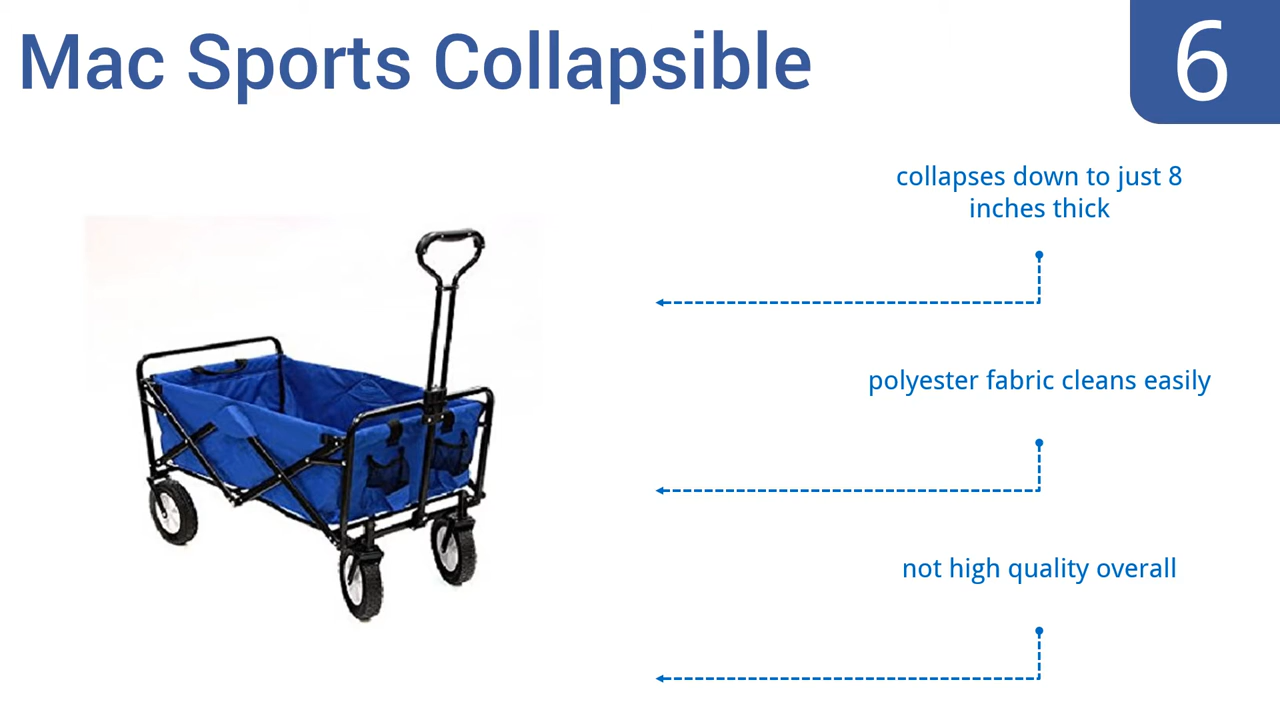 Mac Sports Collapsible
6
collapses down to just 8
inches thick
polyester fabric cleans easily
not high quality overall